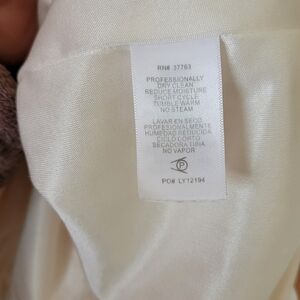 RN# 37763
PROFESSIONALLY
DRY CLEAN
REDUCE MOISTURE
SHORT CYCLE
TUMBLE WARM
NO STEAM
LAVAR EN SECO
PROFESIONALMENTE
HUMEDAD REDUCIDA
CICLO CORTO
SECADORA TIBIA
NO VAPOR
P
PO# LY12194